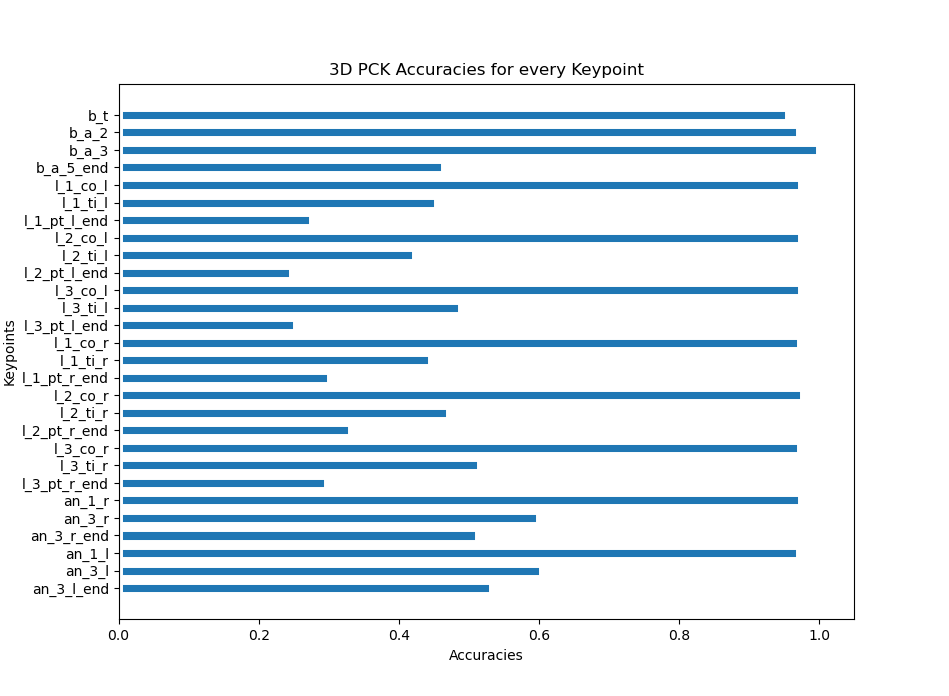 3D PCK Accuracies for every Keypoint
b_t
b_a_2
b_a_3
b_a_5_end
l_1_co_l
l_1_ti_l
l_1_pt_l_end
l_2_co_l
l_2_ti_l
l_2_pt_l_end
l_3_co_l
l_3_ti_l
l_3_pt_l_end
l_1_co_r
l_1_ti_r
l_1_pt_r_end
l_2_co_r
l_2_ti_r
l_2_pt_r_end
l_3_co_r
l_3_ti_r
l_3_pt_r_end
an_1_r
an_3_r
an_3_r_end
an_1_l
an_3_l
an_3_l_end
Keypoints
0.0 0.2 0.4 0.6 0.8 1.0
Accuracies